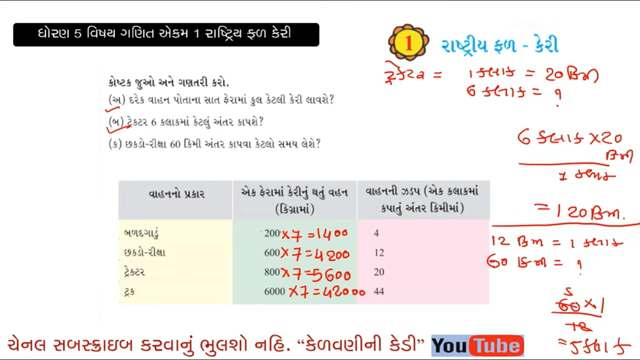 ધોરણ 5 વિષય ગણિત એકમ 1 રાષ્ટ્રિય ફળ કેરી
1 રાષ્ટ્રીય ફળ - કેરી
ટ્રેક્ટર = 1 કલાક = 20 કિમી
6 કલાક = ?
કોષ્ટક જુઓ અને ગણતરી કરો.
(અ) દરેક વાહન પોતાના સાત ફેરામાં કુલ કેટલી કેરી લાવશે?
(બ) ટ્રેક્ટર 6 કલાકમાં કેટલું અંતર કાપશે?
(ક) છકડો-રીક્ષા 60 કિમી અંતર કાપવા કેટલો સમય લેશે?
6 કલાક × 20 કિમી
1 કલાક
= 120 કિમી.
12 કિમી = 1 કલાક
60 કિમી = ?
5
60 × 1
12
= 5 કલાક
વાહનનો પ્રકાર એક ફેરામાં કેરીનું થતું વહન (કિગ્રામાં) વાહનની ઝડપ (એક કલાકમાં કપાતું અંતર કિમીમાં)
બળદગાડું 200 × 7 = 1400 4
છકડો-રીક્ષા 600 × 7 = 4200 12
ટ્રેક્ટર 800 × 7 = 5600 20
ટ્રક 6000 × 7 = 42000 44
ચેનલ સબસ્ક્રાઇબ કરવાનું ભુલશો નહિ. “કેળવણીની કેડી” YouTube